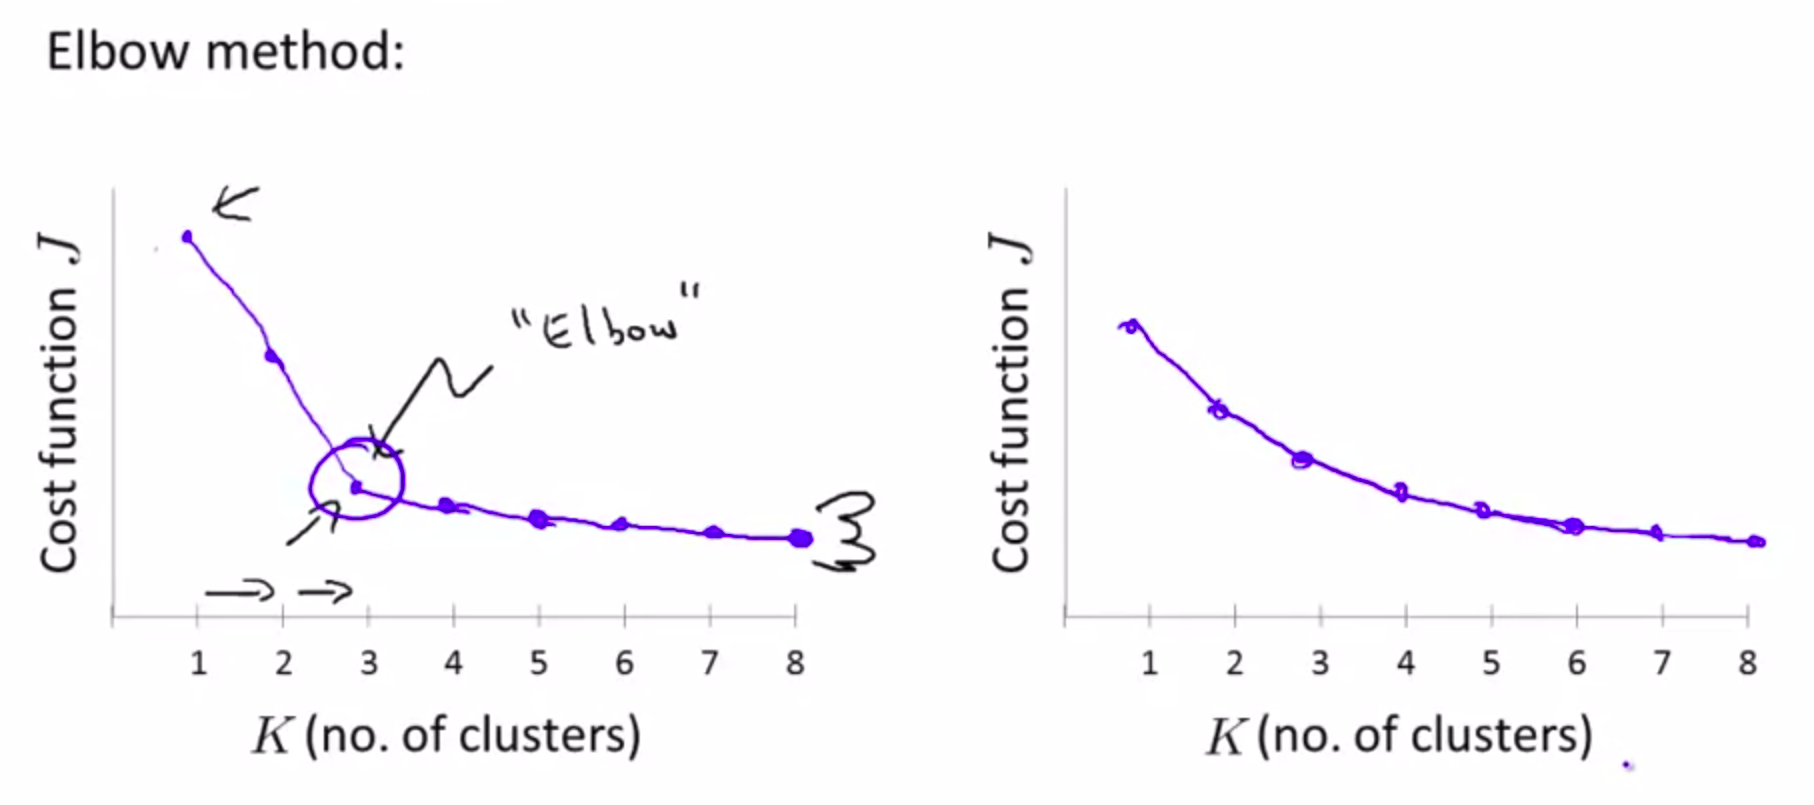 Elbow method:
Cost function J
"Elbow"
1 2 3 4 5 6 7 8
K (no. of clusters)
Cost function J
1 2 3 4 5 6 7 8
K (no. of clusters)